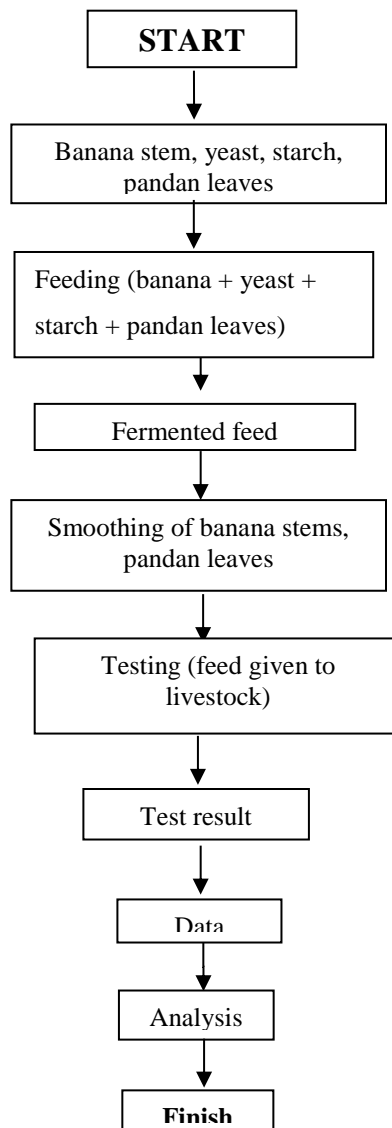 START
Banana stem, yeast, starch,
pandan leaves
Feeding (banana + yeast +
starch + pandan leaves)
Fermented feed
Smoothing of banana stems,
pandan leaves
Testing (feed given to
livestock)
Test result
Data
Analysis
Finish